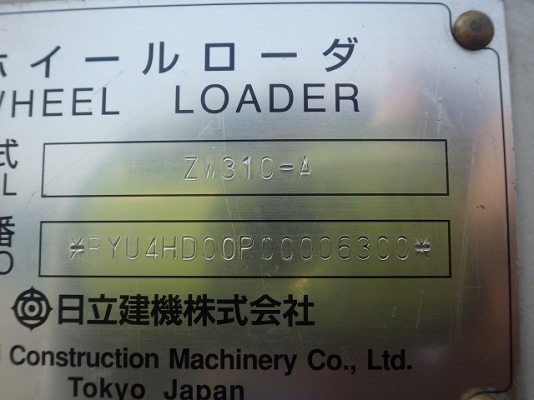 ホイールローダ
WHEEL LOADER
式
L ZW310-A
番
O *RYU4HD00PC0006300*
日立建機株式会社
Construction Machinery Co., Ltd.
Tokyo Japan